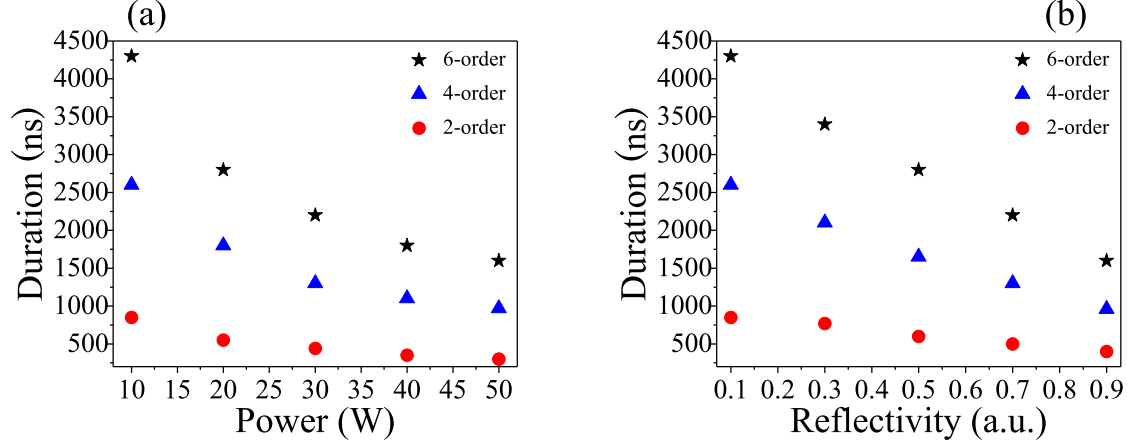 (a)
4500
4000
3500
3000
2500
2000
1500
1000
500
Duration (ns)
6-order
4-order
2-order
10 15 20 25 30 35 40 45 50
Power (W)
(b)
4500
4000
3500
3000
2500
2000
1500
1000
500
Duration (ns)
6-order
4-order
2-order
0.1 0.2 0.3 0.4 0.5 0.6 0.7 0.8 0.9
Reflectivity (a.u.)